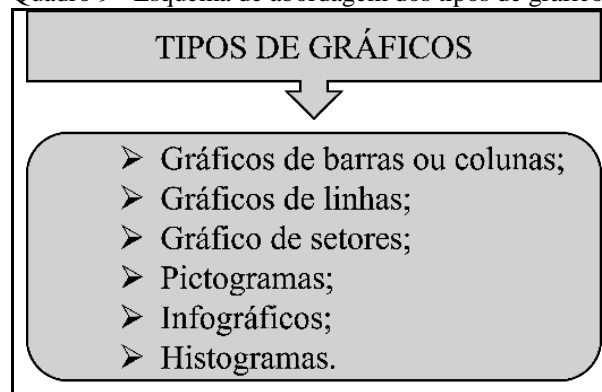 Quadro 9 – Esquema de abordagem dos tipos de gráfico
TIPOS DE GRÁFICOS
➢ Gráficos de barras ou colunas;
➢ Gráficos de linhas;
➢ Gráfico de setores;
➢ Pictogramas;
➢ Infográficos;
➢ Histogramas.